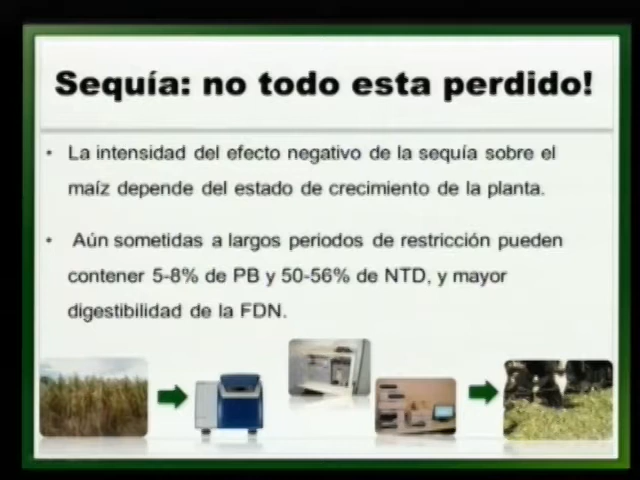 Sequía: no todo esta perdido!
• La intensidad del efecto negativo de la sequía sobre el
maíz depende del estado de crecimiento de la planta.
• Aún sometidas a largos periodos de restricción pueden
contener 5-8% de PB y 50-56% de NTD, y mayor
digestibilidad de la FDN.